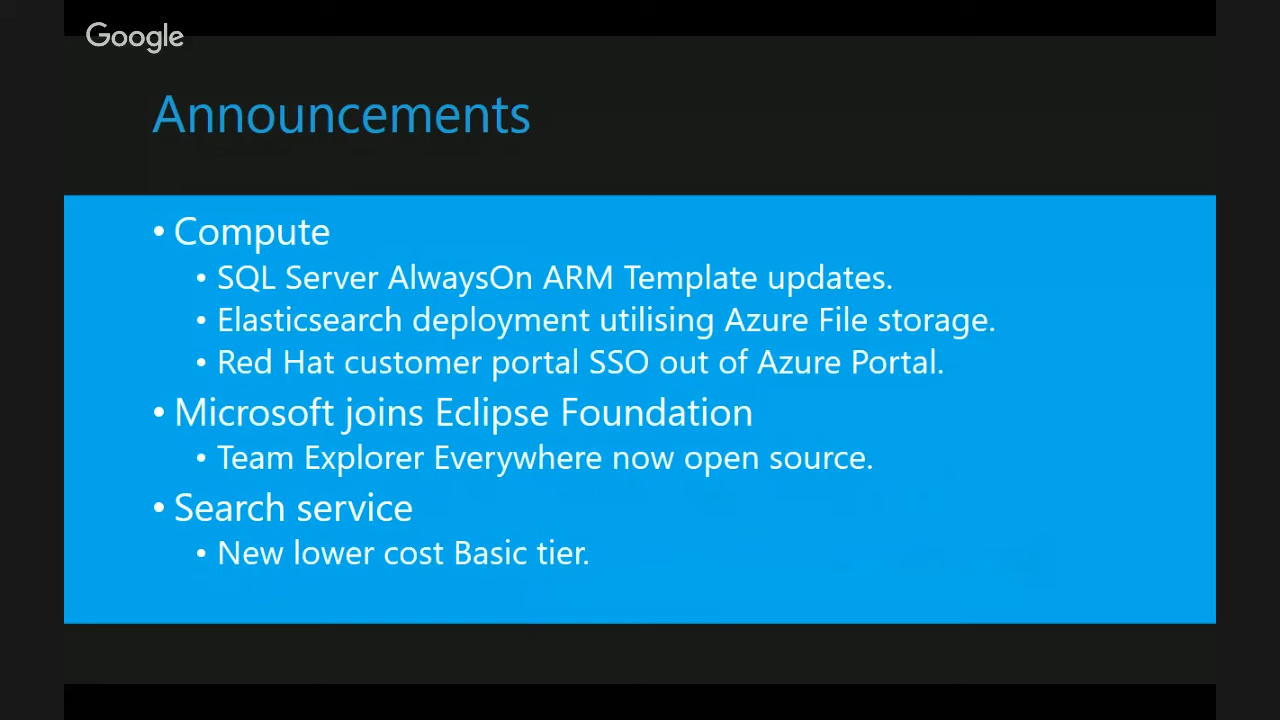 Google
Announcements
• Compute
• SQL Server AlwaysOn ARM Template updates.
• Elasticsearch deployment utilising Azure File storage.
• Red Hat customer portal SSO out of Azure Portal.
• Microsoft joins Eclipse Foundation
• Team Explorer Everywhere now open source.
• Search service
• New lower cost Basic tier.